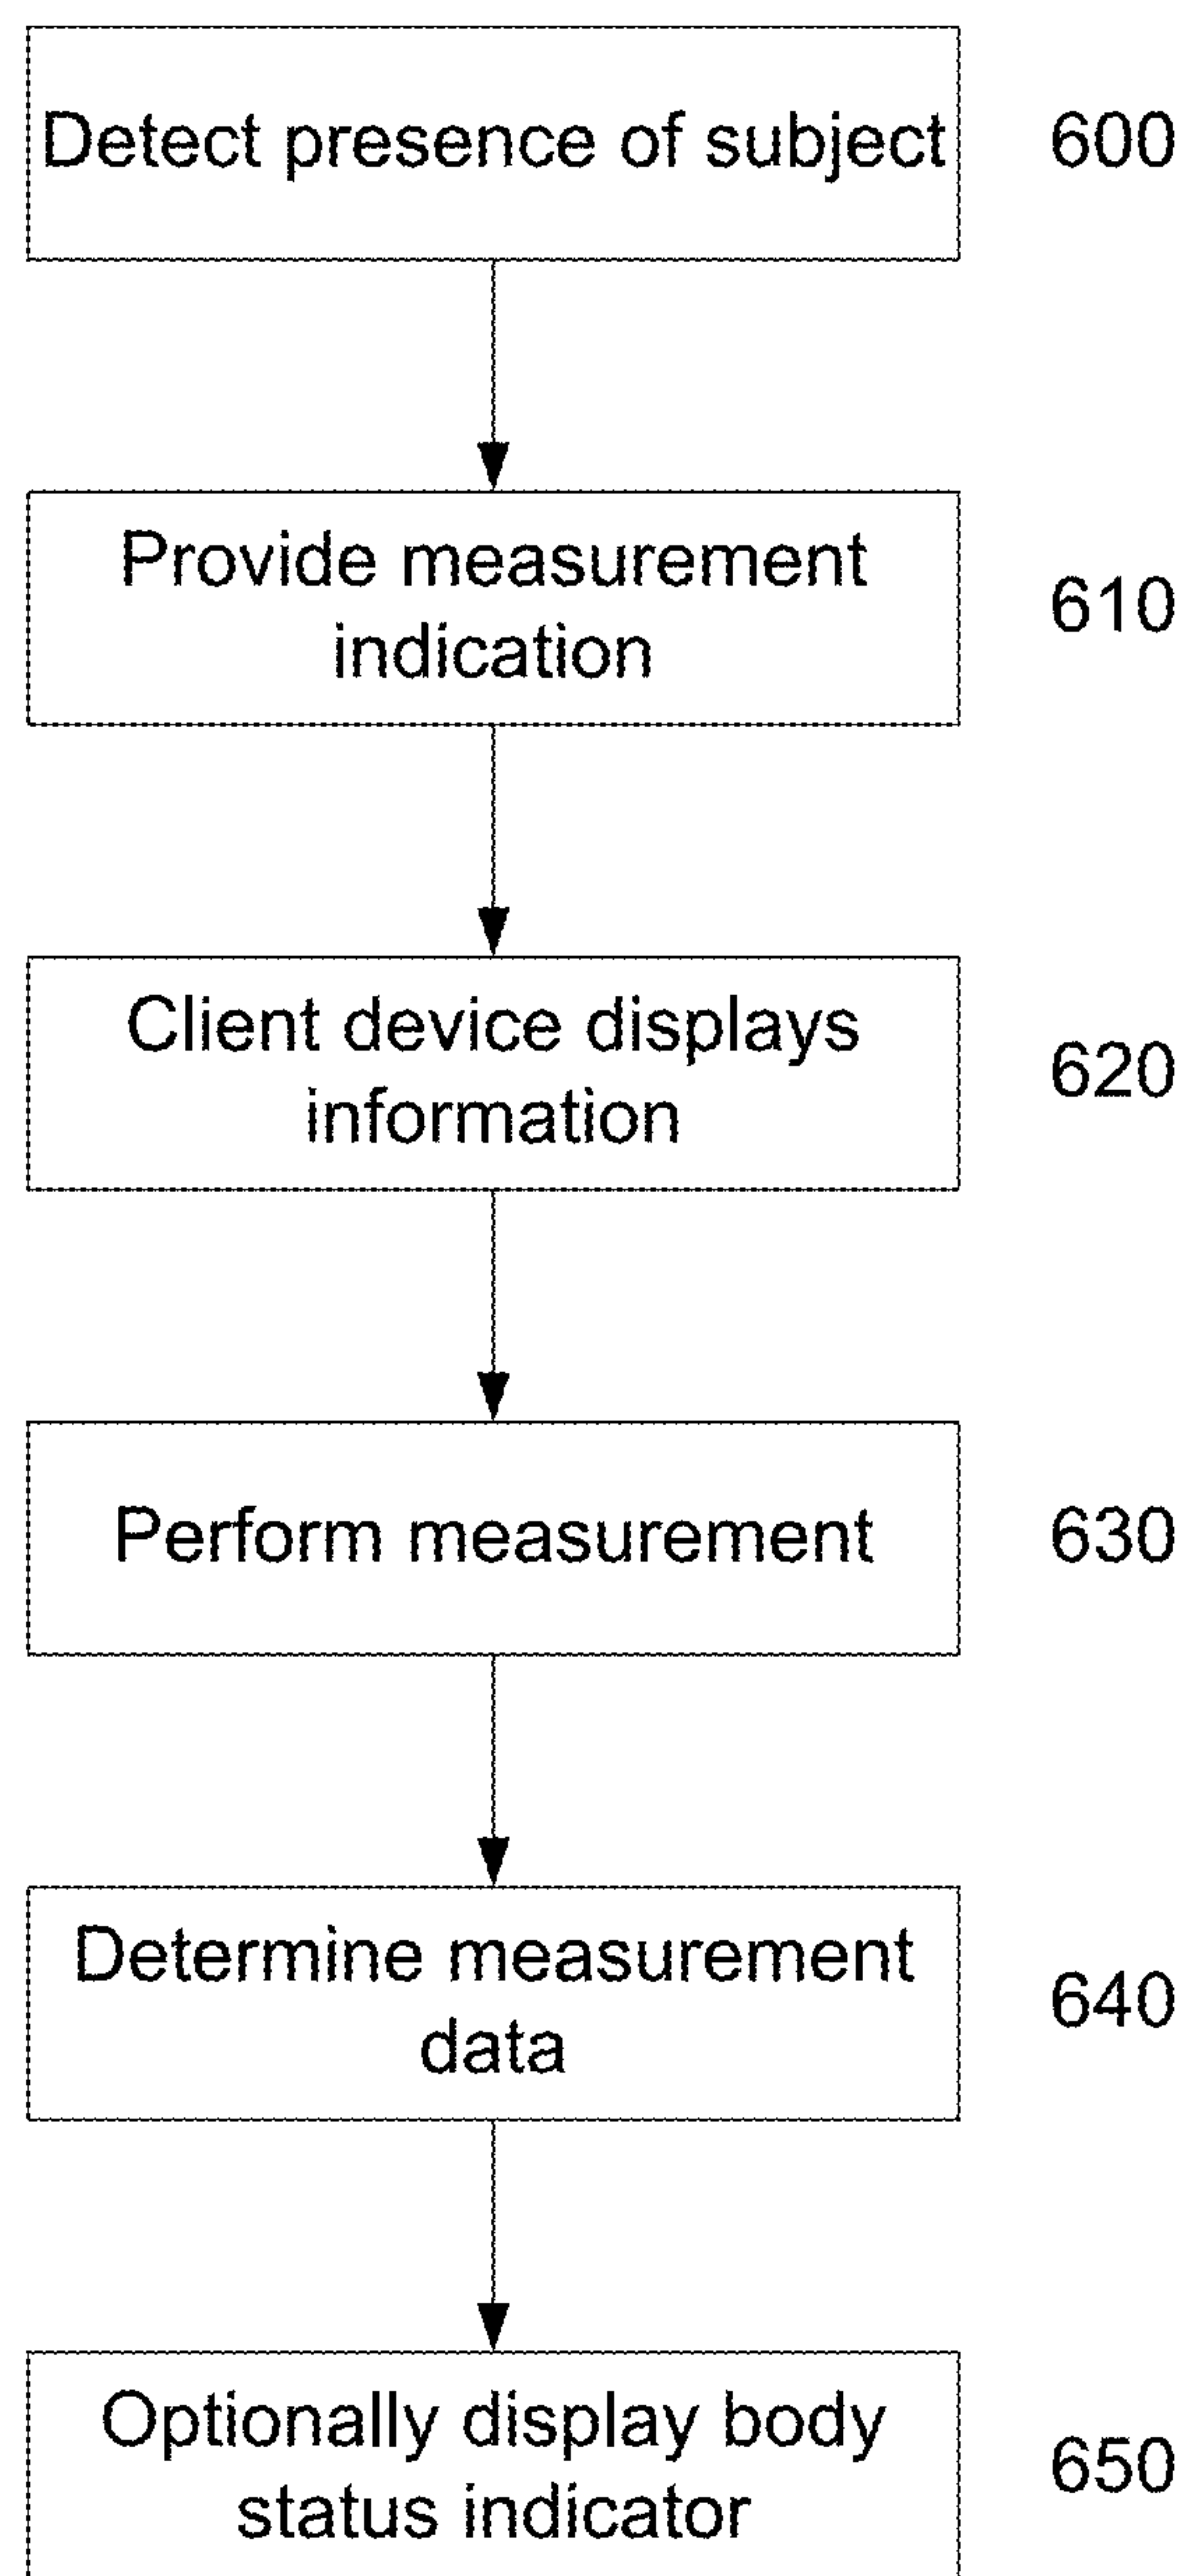 Detect presence of subject
600
Provide measurement
indication
610
Client device displays
information
620
Perform measurement
630
Determine measurement
data
640
Optionally display body
status indicator
650